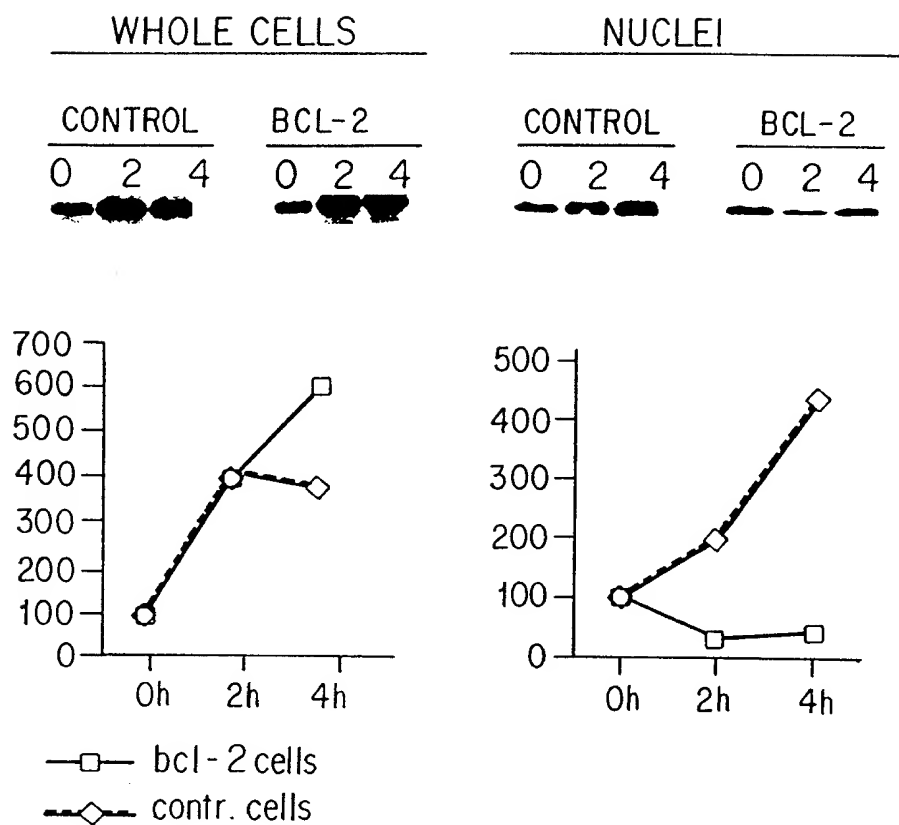 WHOLE CELLS
CONTROL BCL-2
0 2 4 0 2 4
700
600
500
400
300
200
100
0
0h 2h 4h
NUCLEI
CONTROL BCL-2
0 2 4 0 2 4
500
400
300
200
100
0
0h 2h 4h
bcl-2 cells
contr. cells